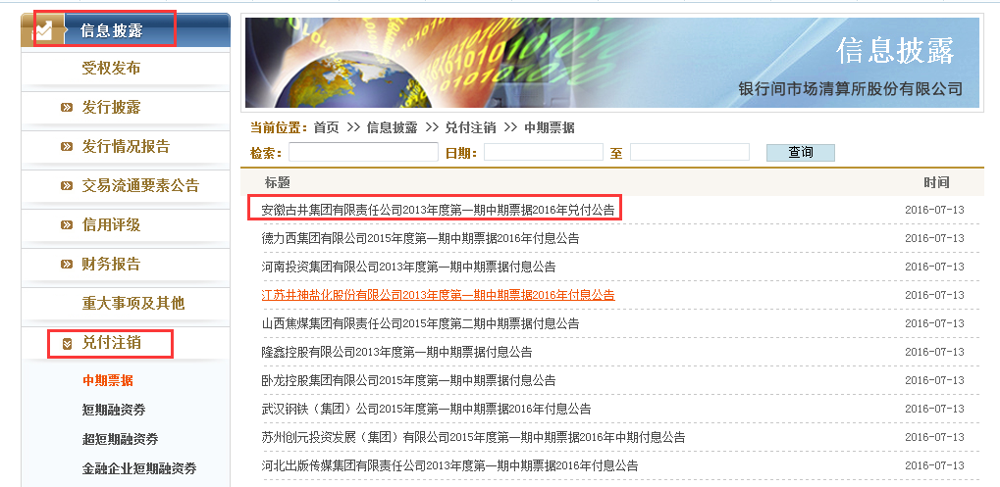 信息披露
受权发布
发行披露
发行情况报告
交易流通要素公告
信用评级
财务报告
重大事项及其他
兑付注销
中期票据
短期融资券
超短期融资券
金融企业短期融资券
信息披露
银行间市场清算所股份有限公司
当前位置：首页 >> 信息披露 >> 兑付注销 >> 中期票据
检索： 日期： 至 查询
标题 时间
安徽古井集团有限责任公司2013年度第一期中期票据2016年兑付公告 2016-07-13
德力西集团有限公司2015年度第一期中期票据2016年付息公告 2016-07-13
河南投资集团有限公司2013年度第一期中期票据付息公告 2016-07-13
江苏井神盐化股份有限公司2013年度第一期中期票据2016年付息公告 2016-07-13
山西焦煤集团有限责任公司2015年度第二期中期票据付息公告 2016-07-13
隆鑫控股有限公司2013年度第一期中期票据付息公告 2016-07-13
卧龙控股集团有限公司2015年度第一期中期票据付息公告 2016-07-13
武汉钢铁（集团）公司2015年度第一期中期票据2016年付息公告 2016-07-13
苏州创元投资发展（集团）有限公司2015年度第一期中期票据2016年中期付息公告 2016-07-13
河北出版传媒集团有限责任公司2013年度第一期中期票据2016年付息公告 2016-07-13